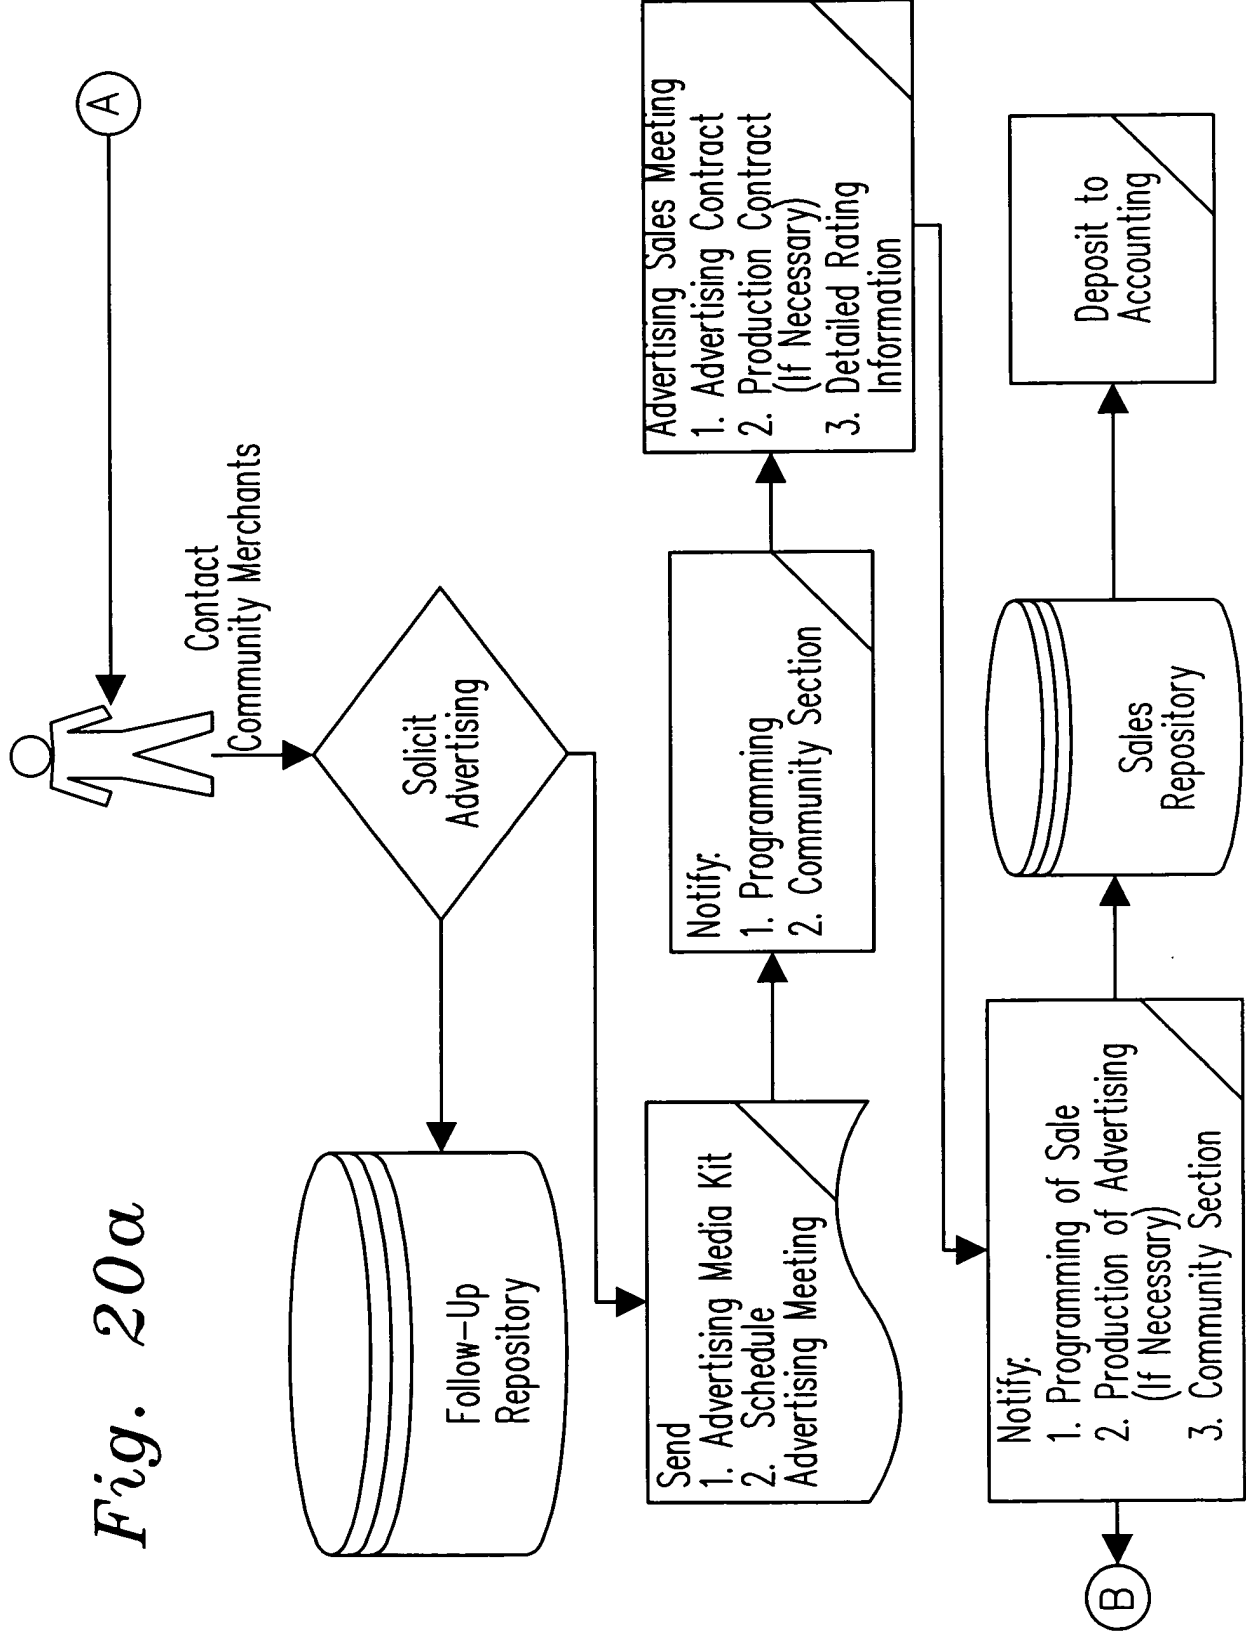 Fig. 20a
A
Contact
Community Merchants
Solicit
Advertising
Follow-Up
Repository
Send
1. Advertising Media Kit
2. Schedule
Advertising Meeting
Notify:
1. Programming
2. Community Section
Advertising Sales Meeting
1. Advertising Contract
2. Production Contract
(If Necessary)
3. Detailed Rating
Information
Notify:
1. Programming of Sale
2. Production of Advertising
(If Necessary)
3. Community Section
Sales
Repository
Deposit to
Accounting
B